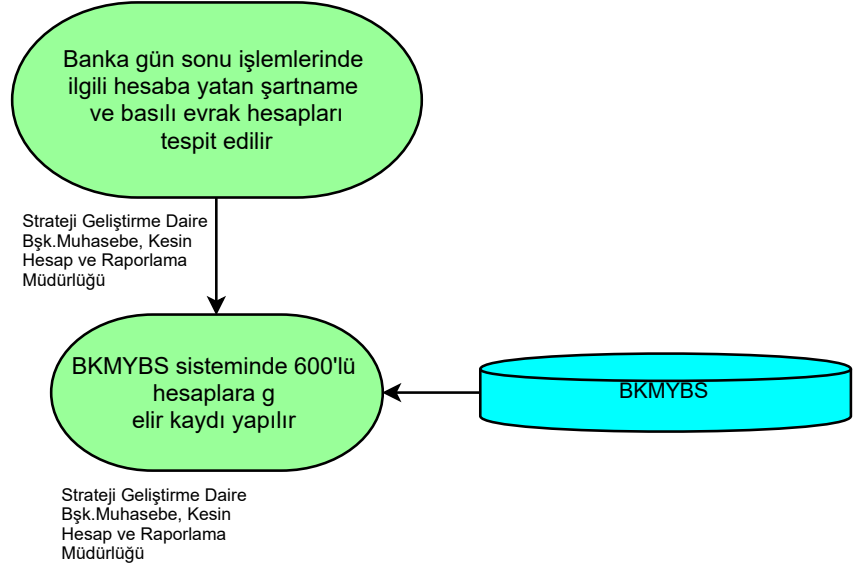 Banka gün sonu işlemlerinde
ilgili hesaba yatan şartname
ve basılı evrak hesapları
tespit edilir
Strateji Geliştirme Daire
Bşk.Muhasebe, Kesin
Hesap ve Raporlama
Müdürlüğü
BKMYBS sisteminde 600'lü
hesaplara g
elir kaydı yapılır
BKMYBS
Strateji Geliştirme Daire
Bşk.Muhasebe, Kesin
Hesap ve Raporlama
Müdürlüğü